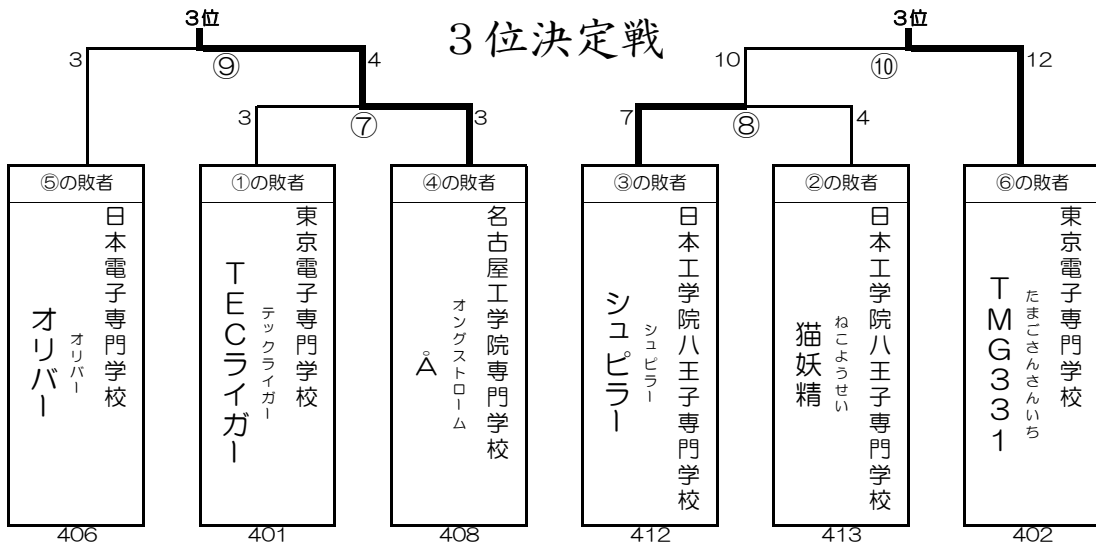 3位決定戦
3位
3位
3
⑨
4
10
⑩
12
3
⑦
3
7
⑧
4
⑤の敗者
日本電子専門学校
オリバー
オリバー
406
①の敗者
東京電子専門学校
テックライガー
TECライガー
401
④の敗者
名古屋工学院専門学校
オングストローム
Å
408
③の敗者
日本工学院八王子専門学校
シュピラー
シュピラー
412
②の敗者
日本工学院八王子専門学校
ねこようせい
猫妖精
413
⑥の敗者
東京電子専門学校
たまごさんさんいち
TMG331
402